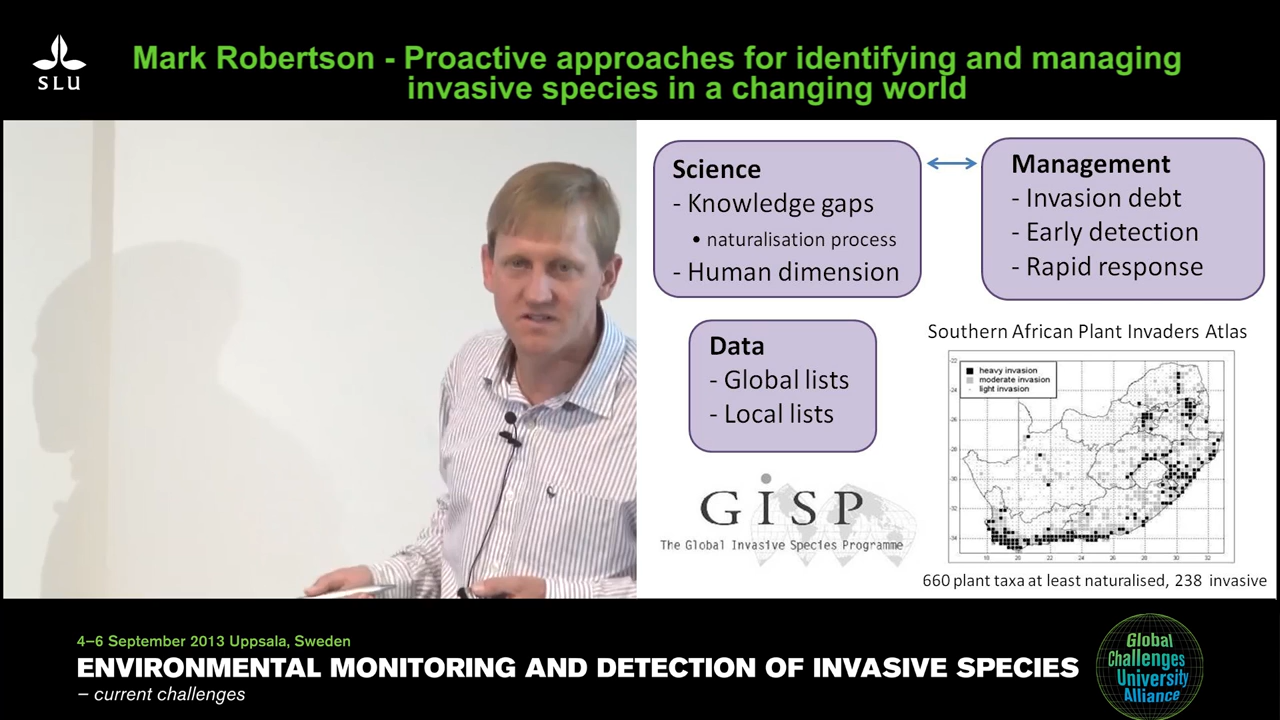 SLU
Mark Robertson - Proactive approaches for identifying and managing
invasive species in a changing world
Science
- Knowledge gaps
• naturalisation process
- Human dimension
Management
- Invasion debt
- Early detection
- Rapid response
Data
- Global lists
- Local lists
GiSP
The Global Invasive Species Programme
Southern African Plant Invaders Atlas
heavy invasion
moderate invasion
light invasion
660 plant taxa at least naturalised, 238 invasive
4–6 September 2013 Uppsala, Sweden
ENVIRONMENTAL MONITORING AND DETECTION OF INVASIVE SPECIES
– current challenges
Global
Challenges
University
Alliance